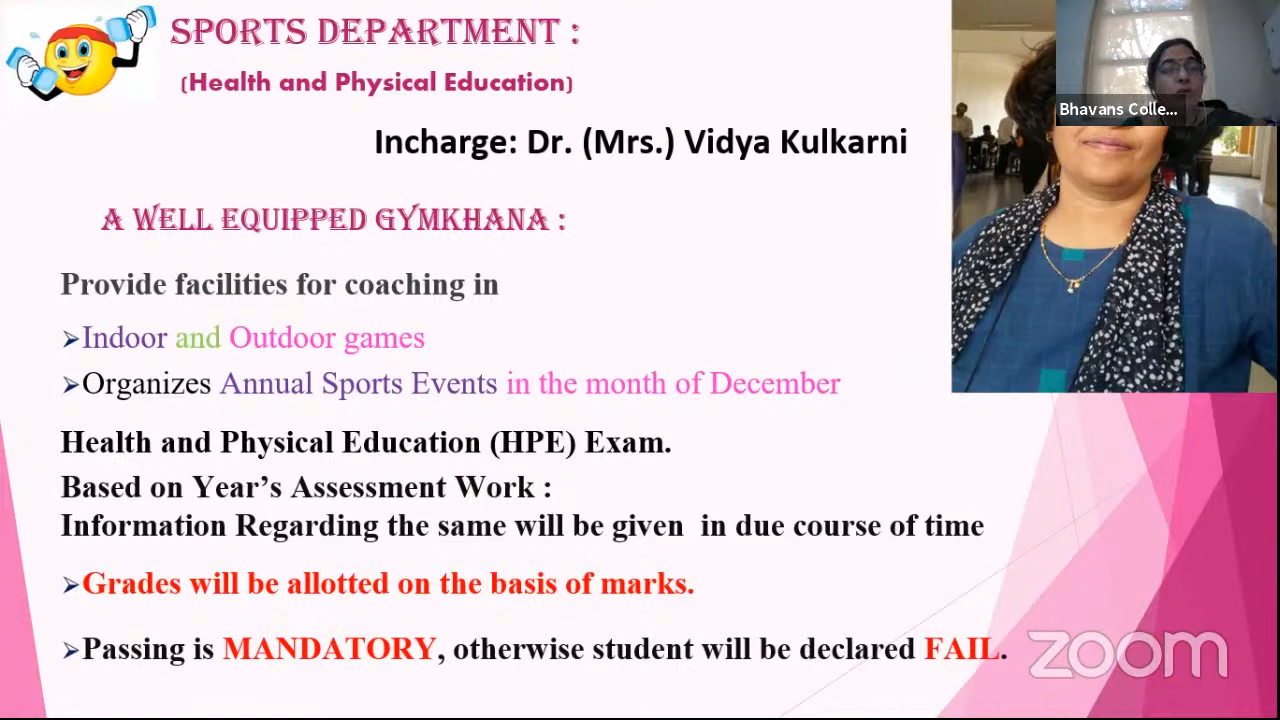 SPORTS DEPARTMENT :
(Health and Physical Education)
Incharge: Dr. (Mrs.) Vidya Kulkarni
Bhavans Colle...
A WELL EQUIPPED GYMKHANA :
Provide facilities for coaching in
➢Indoor and Outdoor games
➢Organizes Annual Sports Events in the month of December
Health and Physical Education (HPE) Exam.
Based on Year's Assessment Work :
Information Regarding the same will be given in due course of time
➢Grades will be allotted on the basis of marks.
➢Passing is MANDATORY, otherwise student will be declared FAIL.
zoom